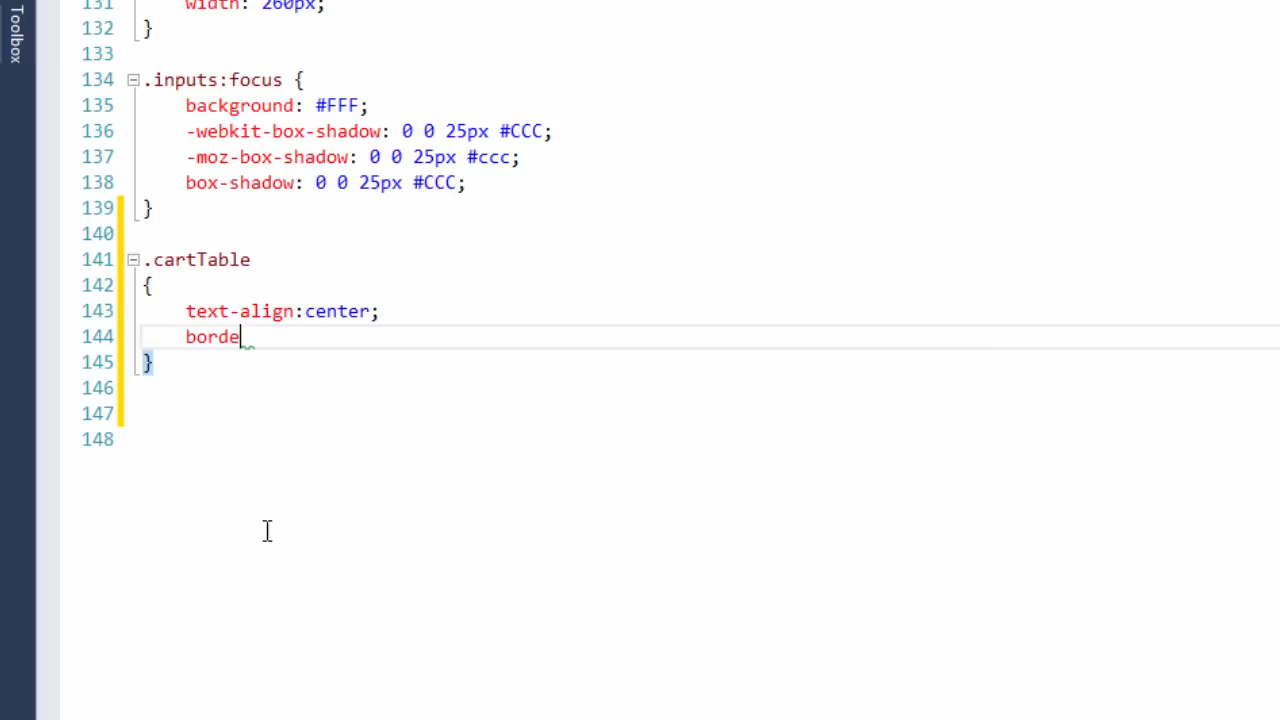 Toolbox
131 width: 260px;
132 }
133
134 .inputs:focus {
135 background: #FFF;
136 -webkit-box-shadow: 0 0 25px #CCC;
137 -moz-box-shadow: 0 0 25px #ccc;
138 box-shadow: 0 0 25px #CCC;
139 }
140
141 .cartTable
142 {
143 text-align:center;
144 borde
145 }
146
147
148